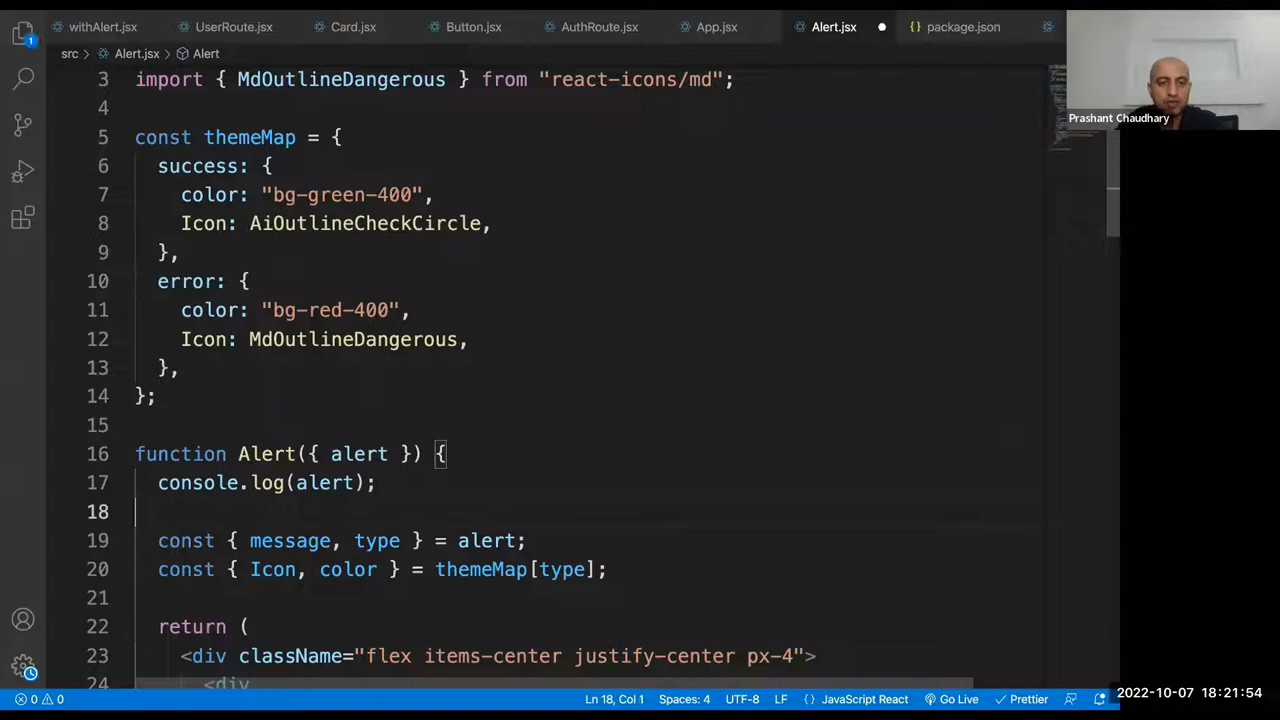 withAlert.jsx UserRoute.jsx Card.jsx Button.jsx AuthRoute.jsx App.jsx Alert.jsx {} package.json
src > Alert.jsx > Alert
3 import { MdOutlineDangerous } from "react-icons/md";
4
5 const themeMap = {
6 success: {
7 color: "bg-green-400",
8 Icon: AiOutlineCheckCircle,
9 },
10 error: {
11 color: "bg-red-400",
12 Icon: MdOutlineDangerous,
13 },
14 };
15
16 function Alert({ alert }) {
17 console.log(alert);
18
19 const { message, type } = alert;
20 const { Icon, color } = themeMap[type];
21
22 return (
23 <div className="flex items-center justify-center px-4">
24 <div
Prashant Chaudhary
1
0 0 Ln 18, Col 1 Spaces: 4 UTF-8 LF {} JavaScript React Go Live Prettier
2022-10-07 18:21:54